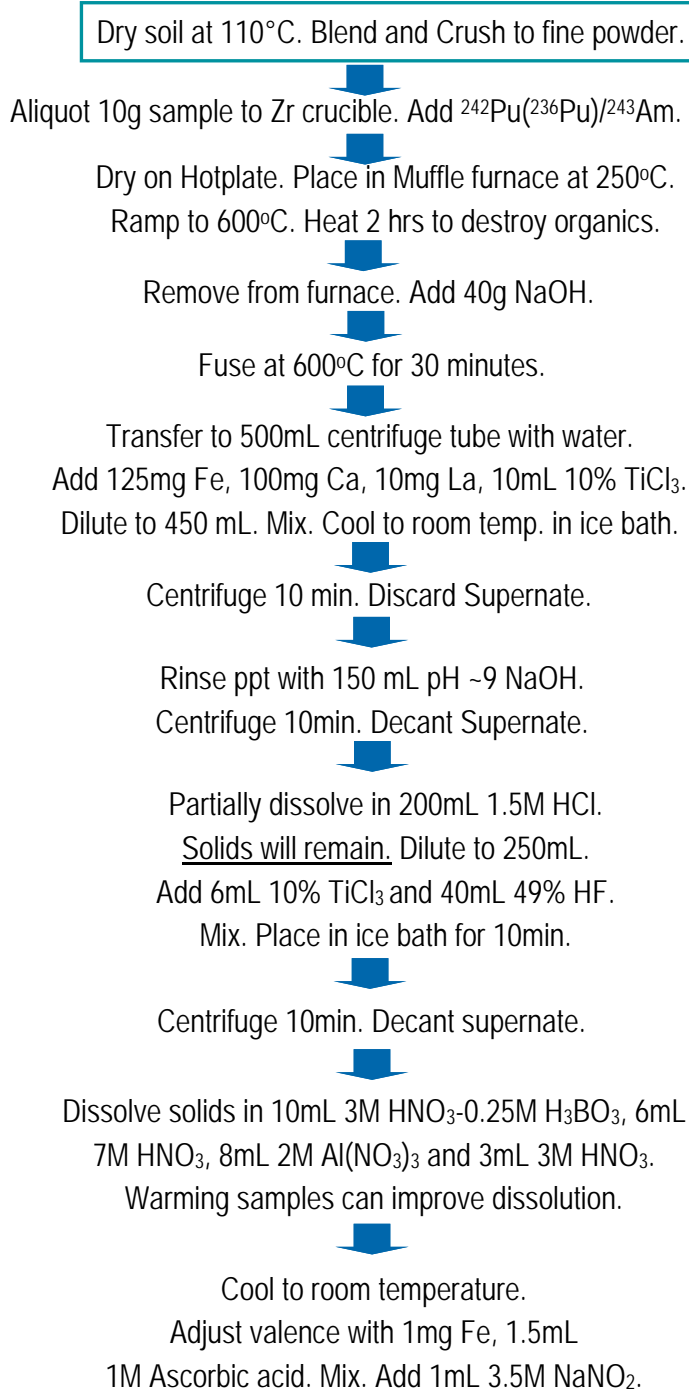 Dry soil at 110°C. Blend and Crush to fine powder.
Aliquot 10g sample to Zr crucible. Add ²⁴²Pu(²³⁶Pu)/²⁴³Am.
Dry on Hotplate. Place in Muffle furnace at 250ºC.
Ramp to 600ºC. Heat 2 hrs to destroy organics.
Remove from furnace. Add 40g NaOH.
Fuse at 600ºC for 30 minutes.
Transfer to 500mL centrifuge tube with water.
Add 125mg Fe, 100mg Ca, 10mg La, 10mL 10% TiCl₃.
Dilute to 450 mL. Mix. Cool to room temp. in ice bath.
Centrifuge 10 min. Discard Supernate.
Rinse ppt with 150 mL pH ~9 NaOH.
Centrifuge 10min. Decant Supernate.
Partially dissolve in 200mL 1.5M HCl.
Solids will remain. Dilute to 250mL.
Add 6mL 10% TiCl₃ and 40mL 49% HF.
Mix. Place in ice bath for 10min.
Centrifuge 10min. Decant supernate.
Dissolve solids in 10mL 3M HNO₃-0.25M H₃BO₃, 6mL
7M HNO₃, 8mL 2M Al(NO₃)₃ and 3mL 3M HNO₃.
Warming samples can improve dissolution.
Cool to room temperature.
Adjust valence with 1mg Fe, 1.5mL
1M Ascorbic acid. Mix. Add 1mL 3.5M NaNO₂.